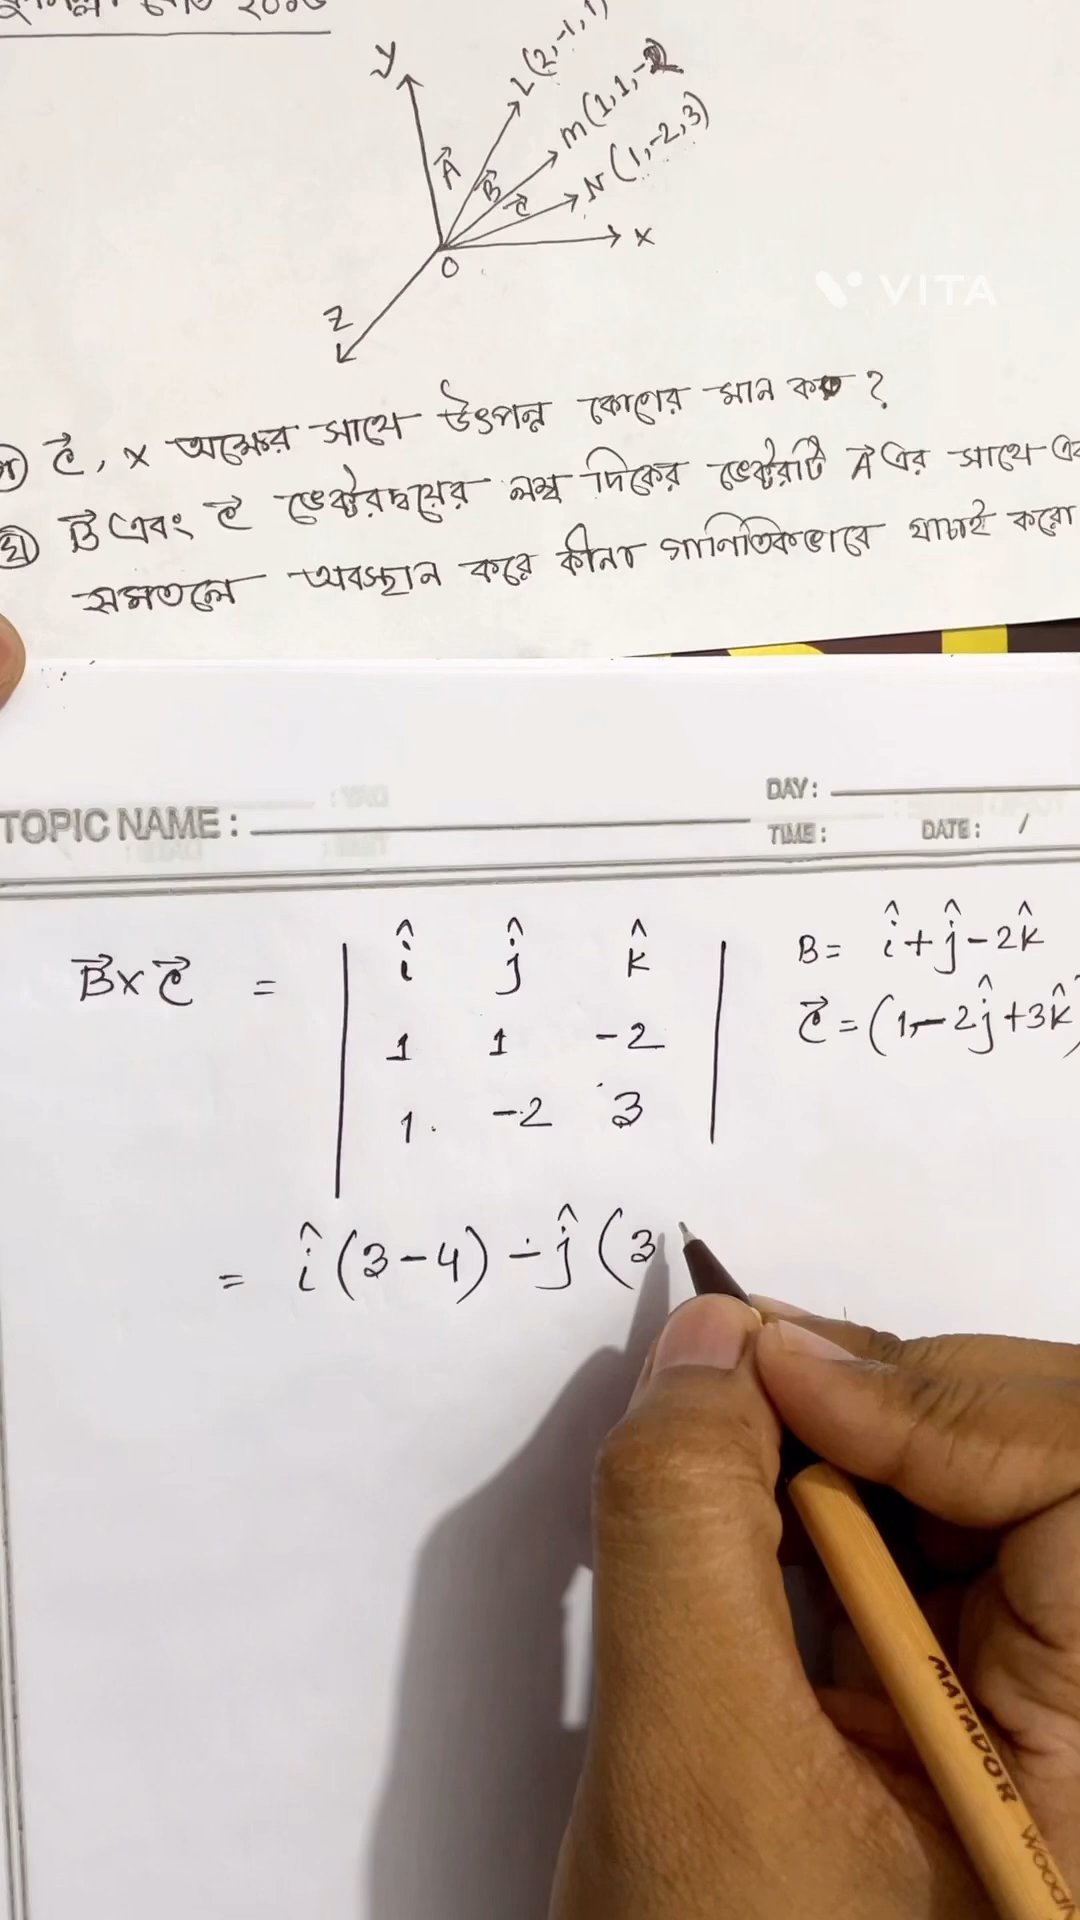 y
L(2,-1,1)
M(1,1,-2
N(1,-2,3)
A⃗
B⃗
C⃗
x
O
Z
VITA
C⃗, x অক্ষের সাথে উৎপন্ন কোণের মান কত ?
ঘ) B⃗ এবং C⃗ ভেক্টরদ্বয়ের লম্ব দিকের ভেক্টরটি A⃗ এর সাথে
সমতলে অবস্থান করে কীনা গানিতিকভাবে যাচাই করো
DAY:
TOPIC NAME:
TIME: DATE: /
B⃗×C⃗ = | î ĵ k̂ |
1 1 -2
1. -2 3
B= î+ĵ-2k̂
C⃗=(1,-2ĵ+3k̂)
= î(3-4) -ĵ(3
MATADOR